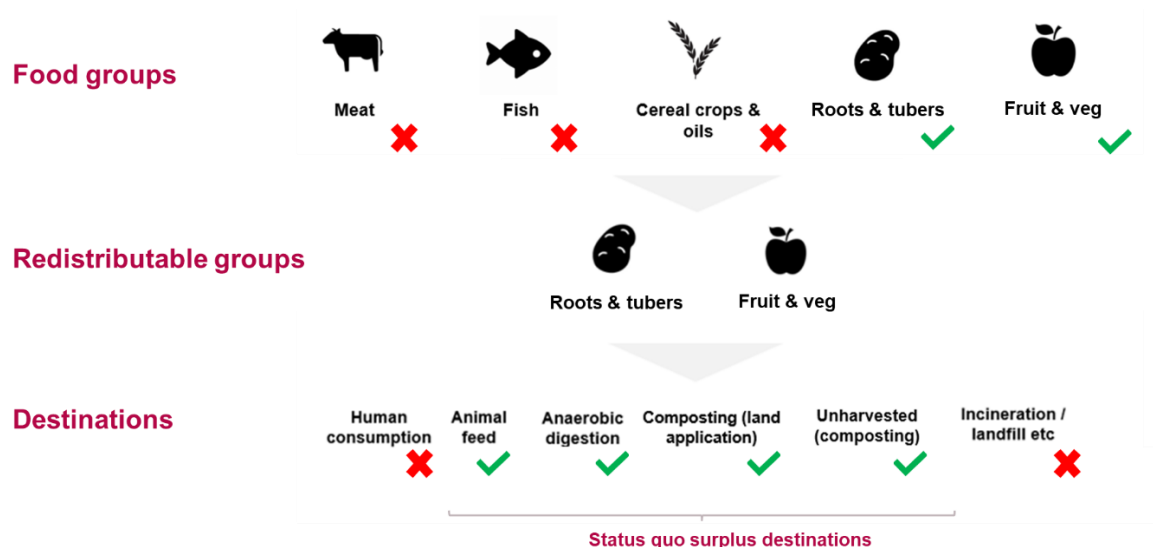 Food groups
Meat
Fish
Cereal crops &
oils
Roots & tubers
Fruit & veg
Redistributable groups
Roots & tubers
Fruit & veg
Destinations
Human
consumption
Animal
feed
Anaerobic
digestion
Composting (land
application)
Unharvested
(composting)
Incineration /
landfill etc
Status quo surplus destinations